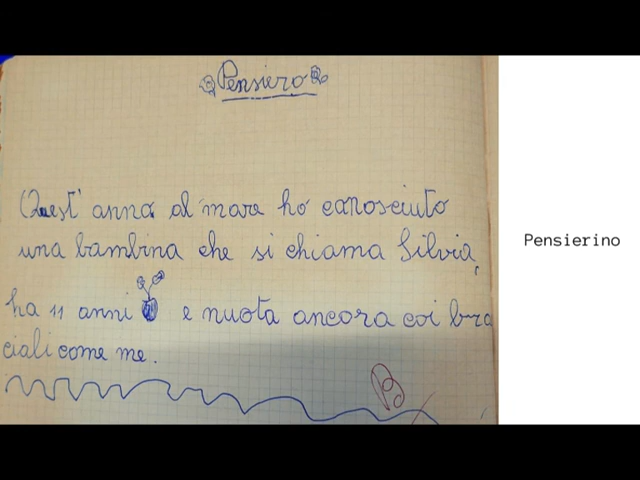 Pensiero
Quest' anno al mare ho conosciuto
una bambina che si chiama Silvia,
ha 11 anni e nuota ancora coi bra
ciali come me.
B
Pensierino